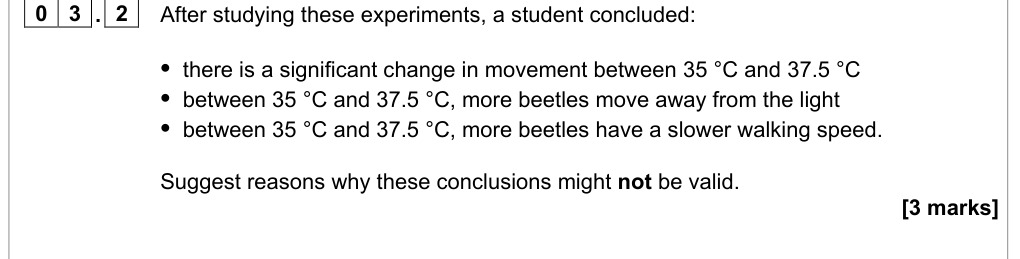 0 3 . 2 After studying these experiments, a student concluded:
• there is a significant change in movement between 35 °C and 37.5 °C
• between 35 °C and 37.5 °C, more beetles move away from the light
• between 35 °C and 37.5 °C, more beetles have a slower walking speed.
Suggest reasons why these conclusions might not be valid.
[3 marks]